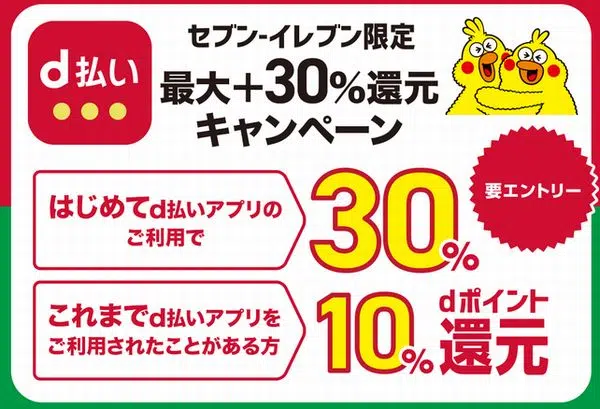 d払い
セブン-イレブン限定
最大+30%還元
キャンペーン
要エントリー
はじめてd払いアプリの
ご利用で
30%
これまでd払いアプリを
ご利用されたことがある方
10%
dポイント
還元